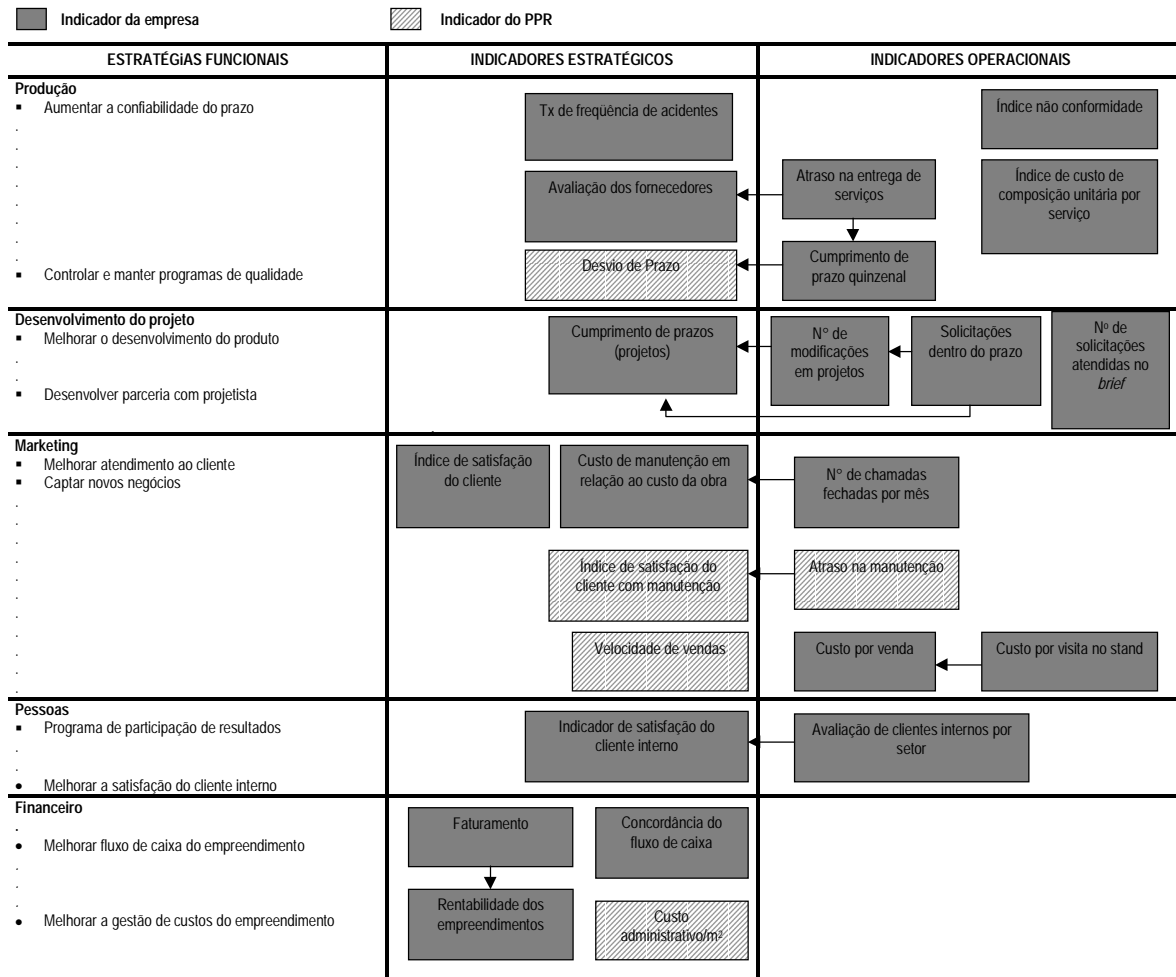 Indicador da empresa
Indicador do PPR
ESTRATÉGiAS FUNCIONAIS
INDICADORES ESTRATÉGICOS
INDICADORES OPERACIONAIS
Produção
▪ Aumentar a confiabilidade do prazo
.
.
.
.
.
.
.
.
▪ Controlar e manter programas de qualidade
Tx de freqüência de acidentes
Avaliação dos fornecedores
Desvio de Prazo
Atraso na entrega de
serviços
Cumprimento de
prazo quinzenal
Índice não conformidade
Índice de custo de
composição unitária por
serviço
Desenvolvimento do projeto
▪ Melhorar o desenvolvimento do produto
.
.
▪ Desenvolver parceria com projetista
Cumprimento de prazos
(projetos)
N° de
modificações
em projetos
Solicitações
dentro do prazo
Nº de
solicitações
atendidas no
brief
Marketing
▪ Melhorar atendimento ao cliente
▪ Captar novos negócios
.
.
.
.
.
.
.
.
.
.
.
Índice de satisfação
do cliente
Custo de manutenção em
relação ao custo da obra
N° de chamadas
fechadas por mês
Índice de satisfação do
cliente com manutenção
Atraso na manutenção
Velocidade de vendas
Custo por venda
Custo por visita no stand
Pessoas
▪ Programa de participação de resultados
.
.
• Melhorar a satisfação do cliente interno
Indicador de satisfação do
cliente interno
Avaliação de clientes internos por
setor
Financeiro
.
• Melhorar fluxo de caixa do empreendimento
.
.
.
• Melhorar a gestão de custos do empreendimento
Faturamento
Concordância do
fluxo de caixa
Rentabilidade dos
empreendimentos
Custo
administrativo/m²